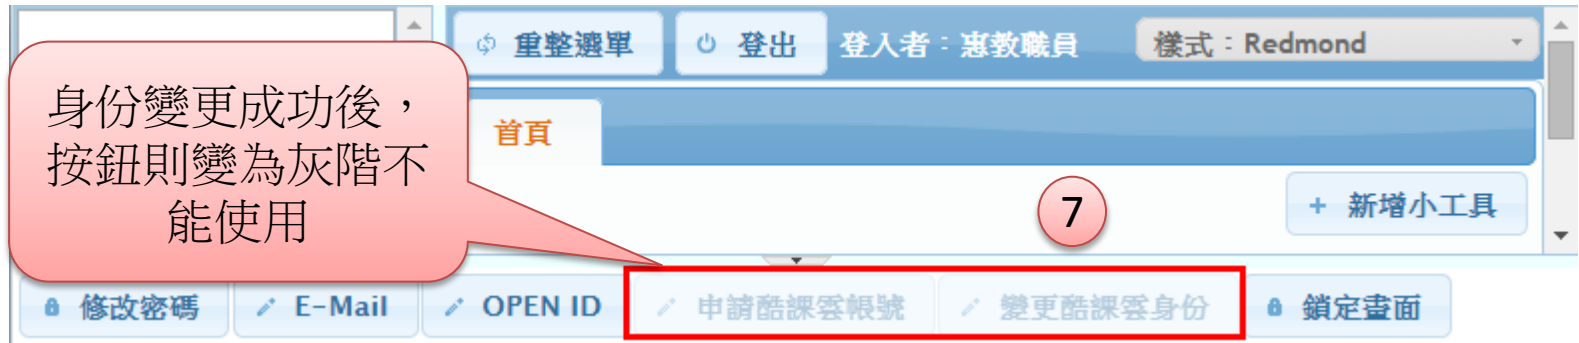 重整選單
登出
登入者：惠教職員
樣式：Redmond
身份變更成功後，
按鈕則變為灰階不
能使用
首頁
7
+ 新增小工具
修改密碼
E-Mail
OPEN ID
申請酷課雲帳號
變更酷課雲身份
鎖定畫面